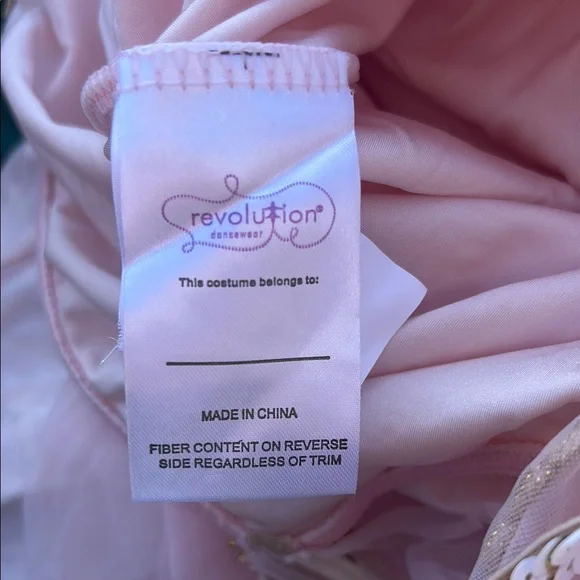 revolution®
dancewear
This costume belongs to:
MADE IN CHINA
FIBER CONTENT ON REVERSE
SIDE REGARDLESS OF TRIM